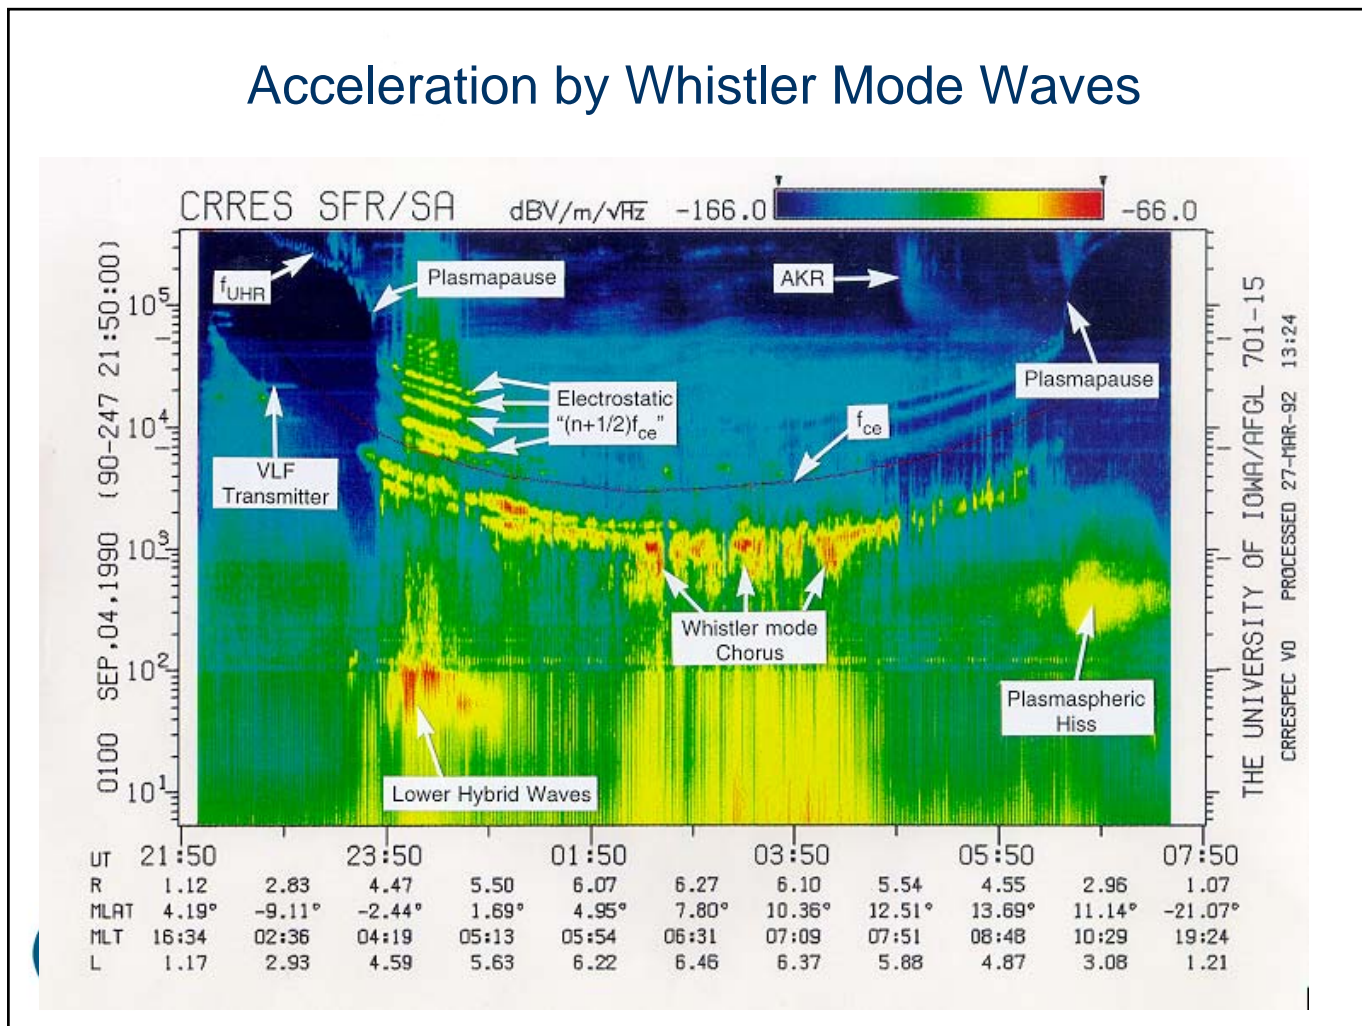 Acceleration by Whistler Mode Waves
CRRES SFR/SA dBV/m/√Hz -166.0 -66.0
0100 SEP,04,1990 (90-247 21:50:00)
10⁵
10⁴
10³
10²
10¹
fUHR
Plasmapause
AKR
Plasmapause
Electrostatic
“(n+1/2)fce”
fce
VLF
Transmitter
Whistler mode
Chorus
Plasmaspheric
Hiss
Lower Hybrid Waves
THE UNIVERSITY OF IOWA/AFGL 701-15
CRRESPEC V0 PROCESSED 27-MAR-92 13:24
UT 21:50 23:50 01:50 03:50 05:50 07:50
R 1.12 2.83 4.47 5.50 6.07 6.27 6.10 5.54 4.55 2.96 1.07
MLAT 4.19° -9.11° -2.44° 1.69° 4.95° 7.80° 10.36° 12.51° 13.69° 11.14° -21.07°
MLT 16:34 02:36 04:19 05:13 05:54 06:31 07:09 07:51 08:48 10:29 19:24
L 1.17 2.93 4.59 5.63 6.22 6.46 6.37 5.88 4.87 3.08 1.21